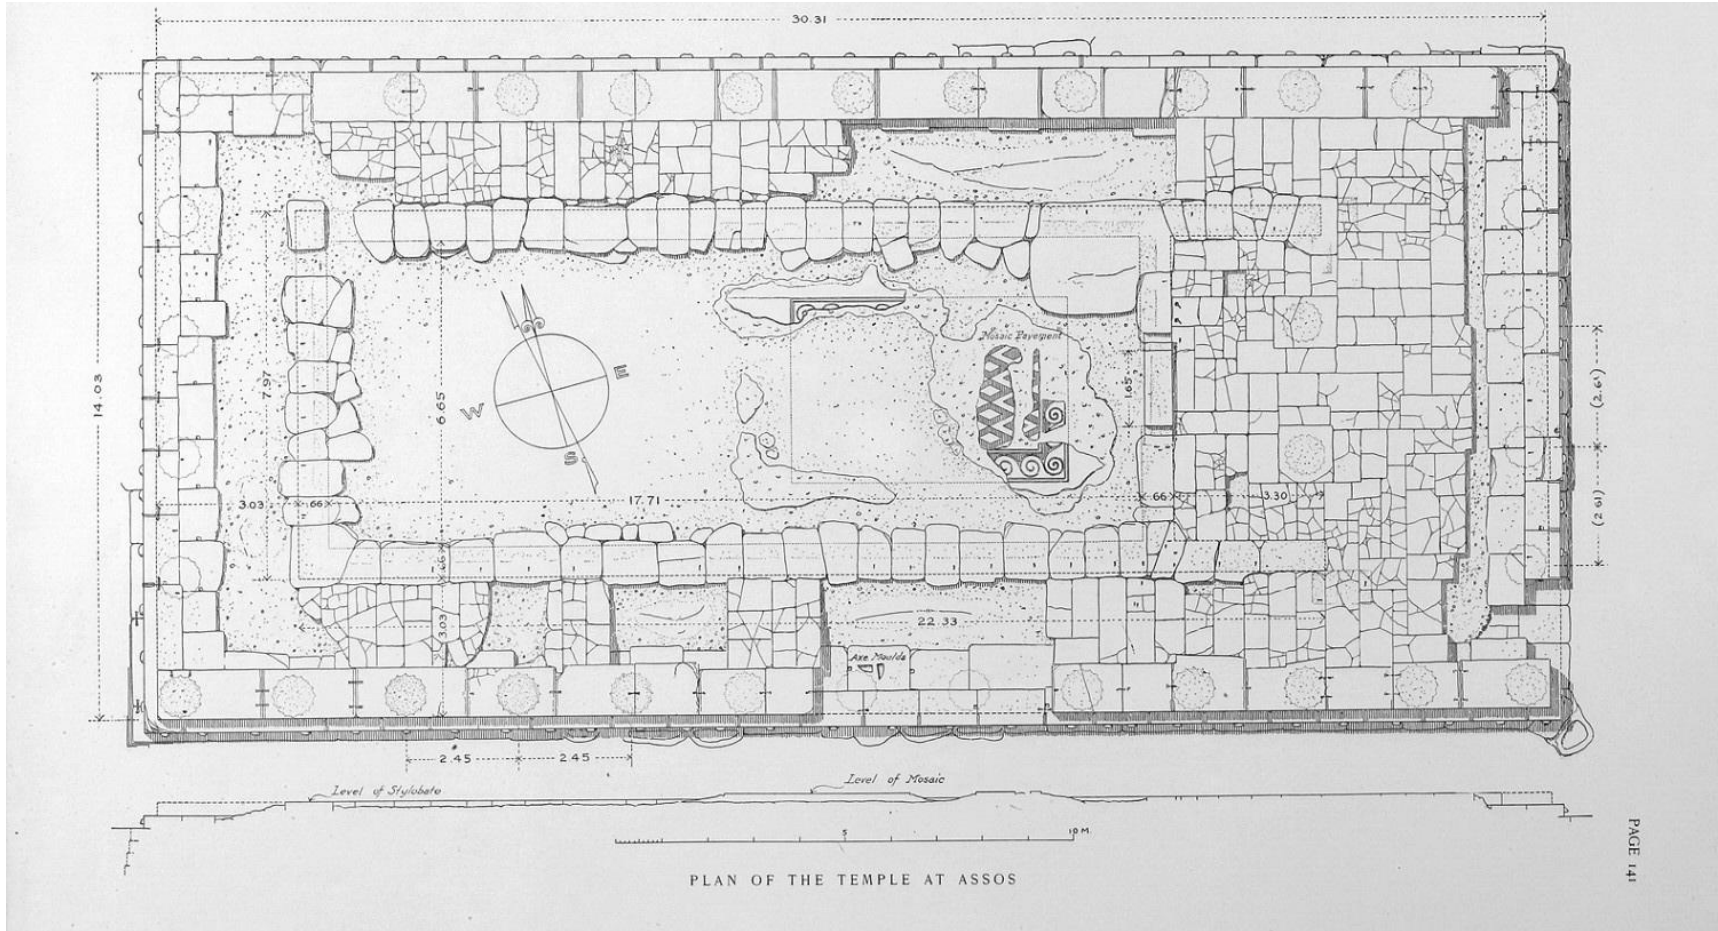 30.31
Mosaic Pavement
14.03
7.97
6.65
E
W
S
1.65
(2.61)
3.03
.66
17.71
.66
3.30
(2.61)
.66
3.03
22.33
Axe Moulds
2.45
2.45
Level of Stylobate
Level of Mosaic
5
10 M.
PLAN OF THE TEMPLE AT ASSOS
PAGE 141